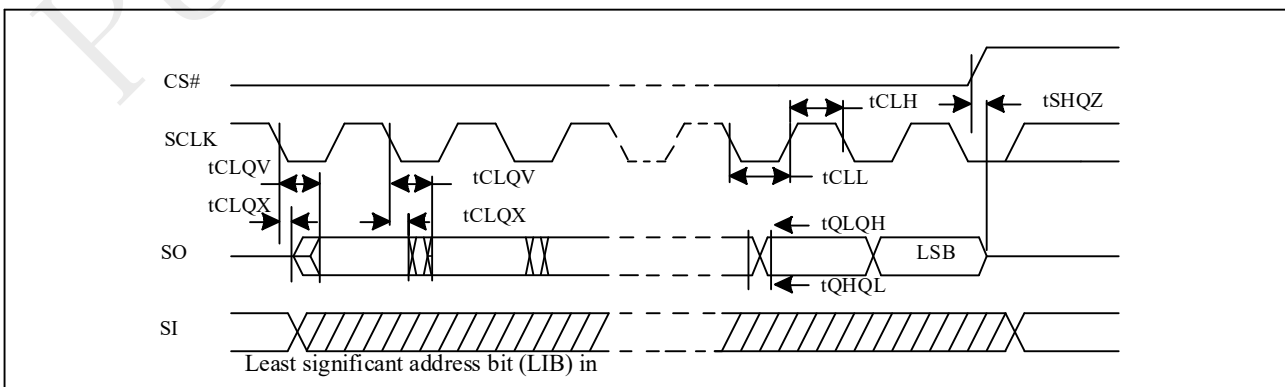 CS#
tCLH
tSHQZ
SCLK
tCLQV
tCLQV
tCLL
tCLQX
tCLQX
tQLQH
SO
LSB
tQHQL
SI
Least significant address bit (LIB) in